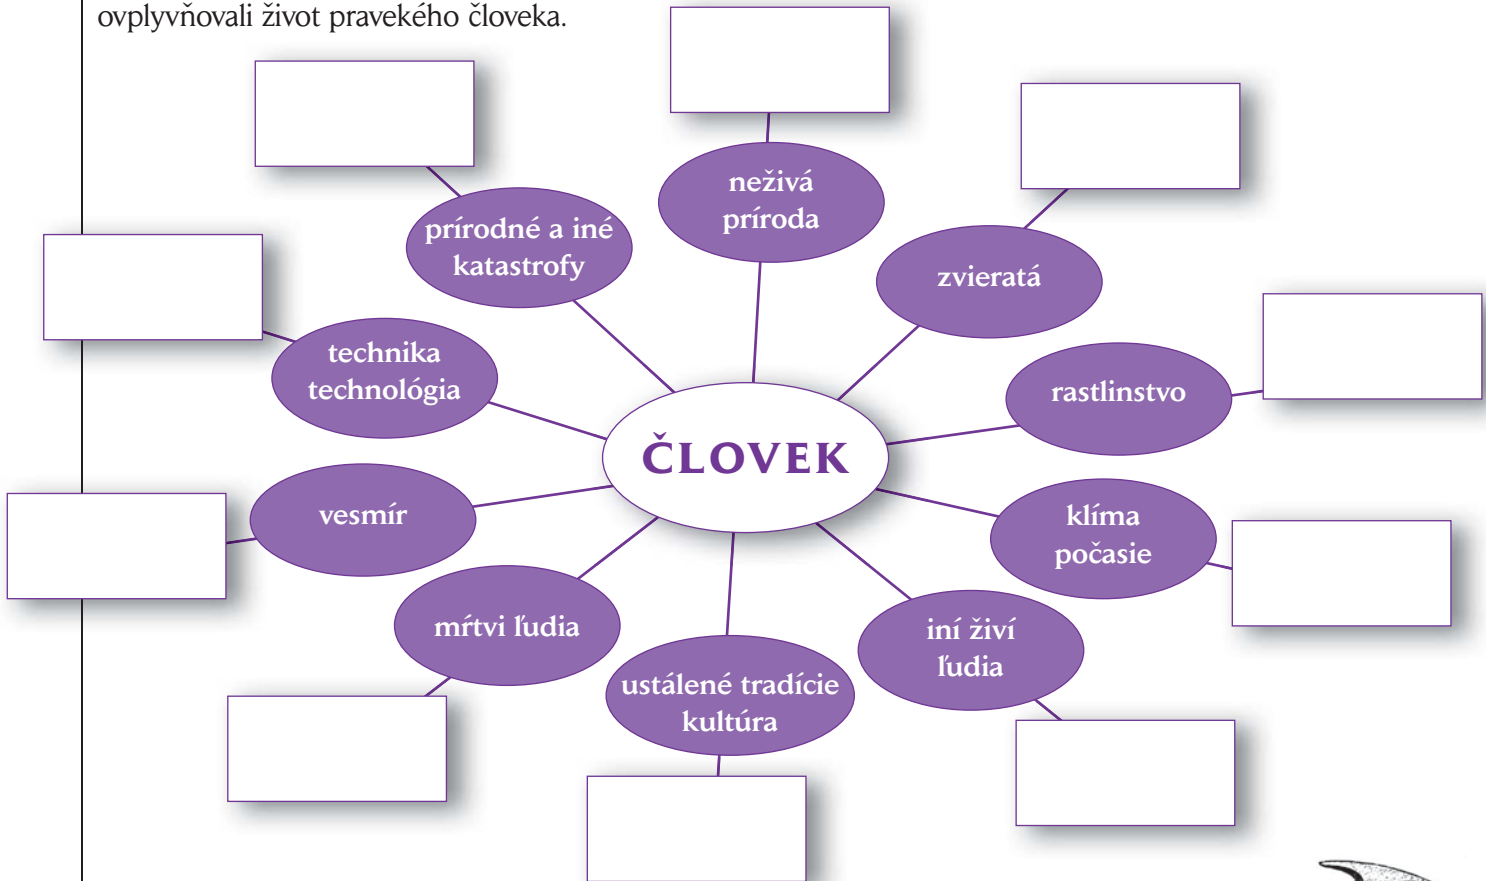 ovplyvňovali život pravekého človeka.
neživá
príroda
prírodné a iné
katastrofy
zvieratá
technika
technológia
rastlinstvo
ČLOVEK
vesmír
klíma
počasie
mŕtvi ľudia
iní živí
ľudia
ustálené tradície
kultúra